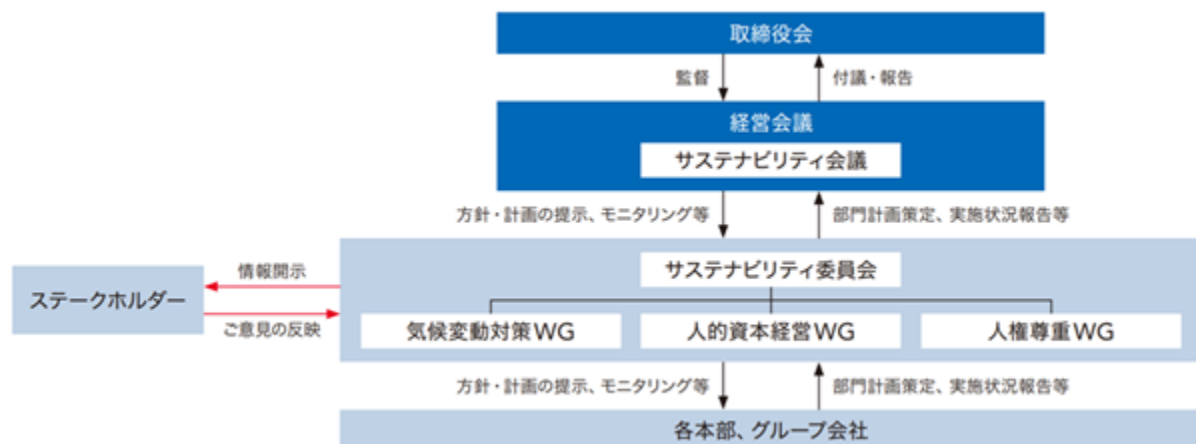 取締役会
監督
付議・報告
経営会議
サステナビリティ会議
方針・計画の提示、モニタリング等
部門計画策定、実施状況報告等
サステナビリティ委員会
情報開示
ステークホルダー
ご意見の反映
気候変動対策WG
人的資本経営WG
人権尊重WG
方針・計画の提示、モニタリング等
部門計画策定、実施状況報告等
各本部、グループ会社